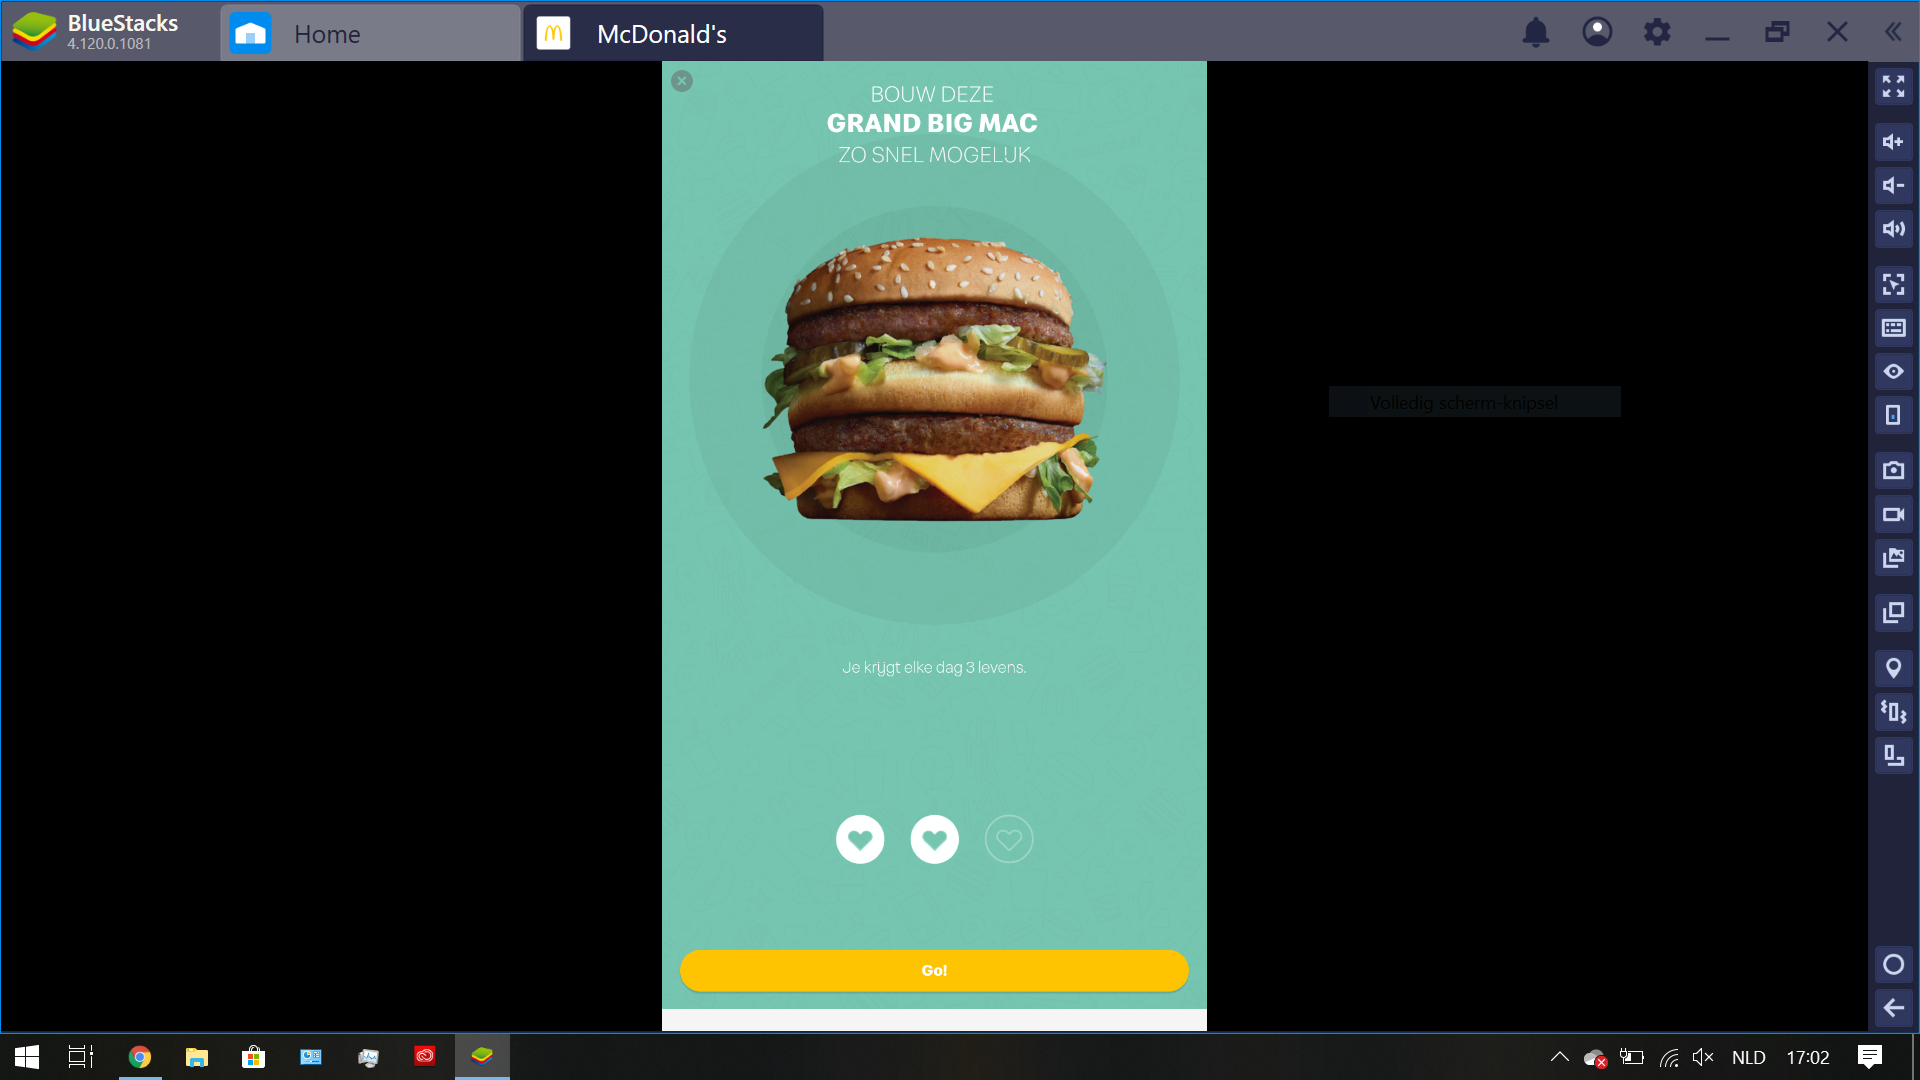 BlueStacks
4.120.0.1081
Home
McDonald's
BOUW DEZE
GRAND BIG MAC
ZO SNEL MOGELIJK
Volledig scherm-knipsel
Je krijgt elke dag 3 levens.
Go!
NLD
17:02